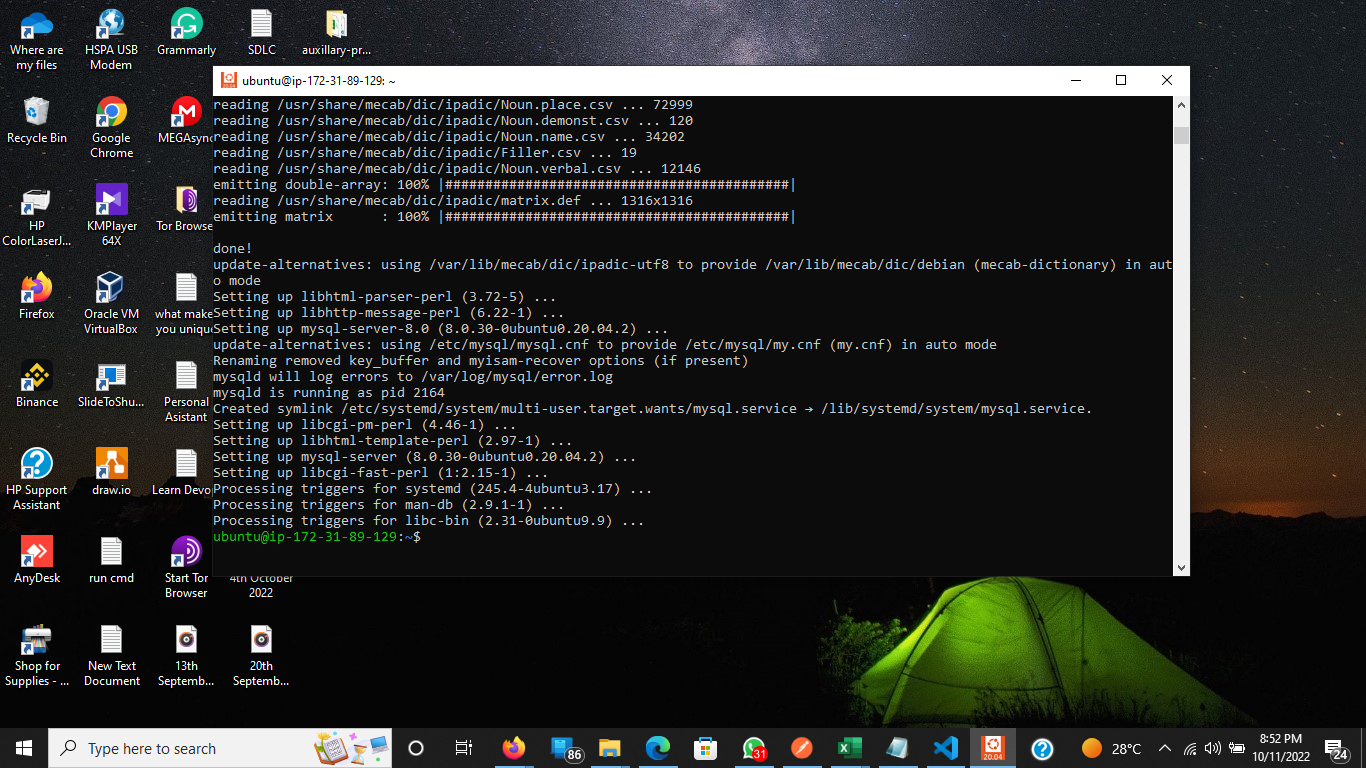 Where are
my files
HSPA USB
Modem
Grammarly
SDLC
auxillary-pr...
Recycle Bin
Google
Chrome
MEGAsync
HP
ColorLaserJ...
KMPlayer
64X
Tor Browse
Firefox
Oracle VM
VirtualBox
what make
you unique
Binance
SlideToShu...
Personal
Asistant
HP Support
Assistant
draw.io
Learn Devo
AnyDesk
run cmd
Start Tor
Browser
4th October
2022
Shop for
Supplies - ...
New Text
Document
13th
Septemb...
20th
Septemb...
20.04
ubuntu@ip-172-31-89-129: ~
reading /usr/share/mecab/dic/ipadic/Noun.place.csv ... 72999
reading /usr/share/mecab/dic/ipadic/Noun.demonst.csv ... 120
reading /usr/share/mecab/dic/ipadic/Noun.name.csv ... 34202
reading /usr/share/mecab/dic/ipadic/Filler.csv ... 19
reading /usr/share/mecab/dic/ipadic/Noun.verbal.csv ... 12146
emitting double-array: 100% |###########################################|
reading /usr/share/mecab/dic/ipadic/matrix.def ... 1316x1316
emitting matrix      : 100% |###########################################|
done!
update-alternatives: using /var/lib/mecab/dic/ipadic-utf8 to provide /var/lib/mecab/dic/debian (mecab-dictionary) in aut
o mode
Setting up libhtml-parser-perl (3.72-5) ...
Setting up libhttp-message-perl (6.22-1) ...
Setting up mysql-server-8.0 (8.0.30-0ubuntu0.20.04.2) ...
update-alternatives: using /etc/mysql/mysql.cnf to provide /etc/mysql/my.cnf (my.cnf) in auto mode
Renaming removed key_buffer and myisam-recover options (if present)
mysqld will log errors to /var/log/mysql/error.log
mysqld is running as pid 2164
Created symlink /etc/systemd/system/multi-user.target.wants/mysql.service → /lib/systemd/system/mysql.service.
Setting up libcgi-pm-perl (4.46-1) ...
Setting up libhtml-template-perl (2.97-1) ...
Setting up mysql-server (8.0.30-0ubuntu0.20.04.2) ...
Setting up libcgi-fast-perl (1:2.15-1) ...
Processing triggers for systemd (245.4-4ubuntu3.17) ...
Processing triggers for man-db (2.9.1-1) ...
Processing triggers for libc-bin (2.31-0ubuntu9.9) ...
ubuntu@ip-172-31-89-129:~$
Type here to search
86
31
20.04
28°C
8:52 PM
10/11/2022
24